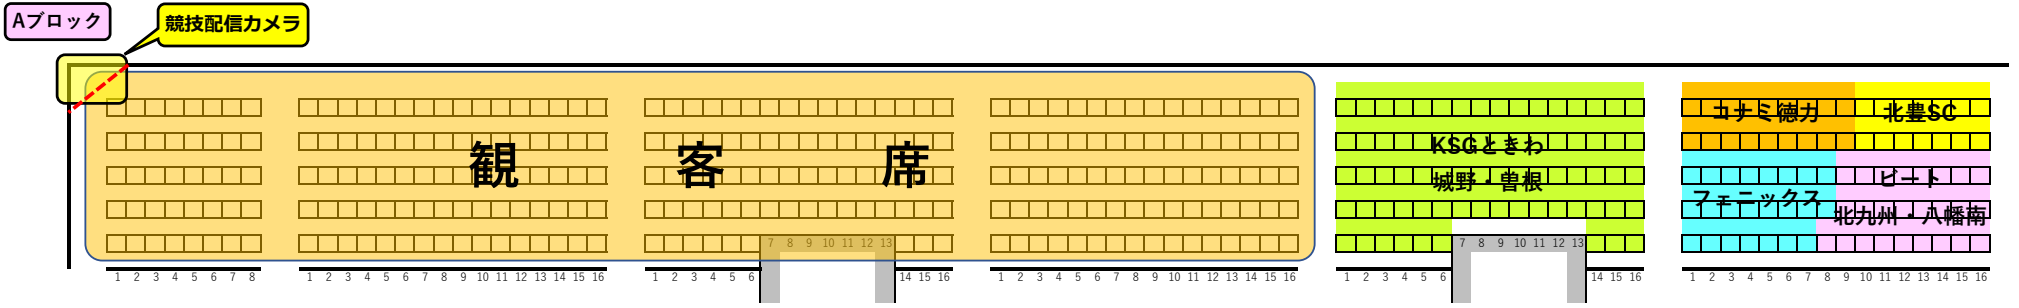 Aブロック
競技配信カメラ
観客席
KSGときわ
城野・曽根
コナミ徳力
北豊SC
フェニックス
ビート
北九州・八幡南
7 8 9 10 11 12 13
7 8 9 10 11 12 13
1 2 3 4 5 6 7 8
1 2 3 4 5 6 7 8 9 10 11 12 13 14 15 16
1 2 3 4 5 6 14 15 16
1 2 3 4 5 6 7 8 9 10 11 12 13 14 15 16
1 2 3 4 5 6 14 15 16
1 2 3 4 5 6 7 8 9 10 11 12 13 14 15 16